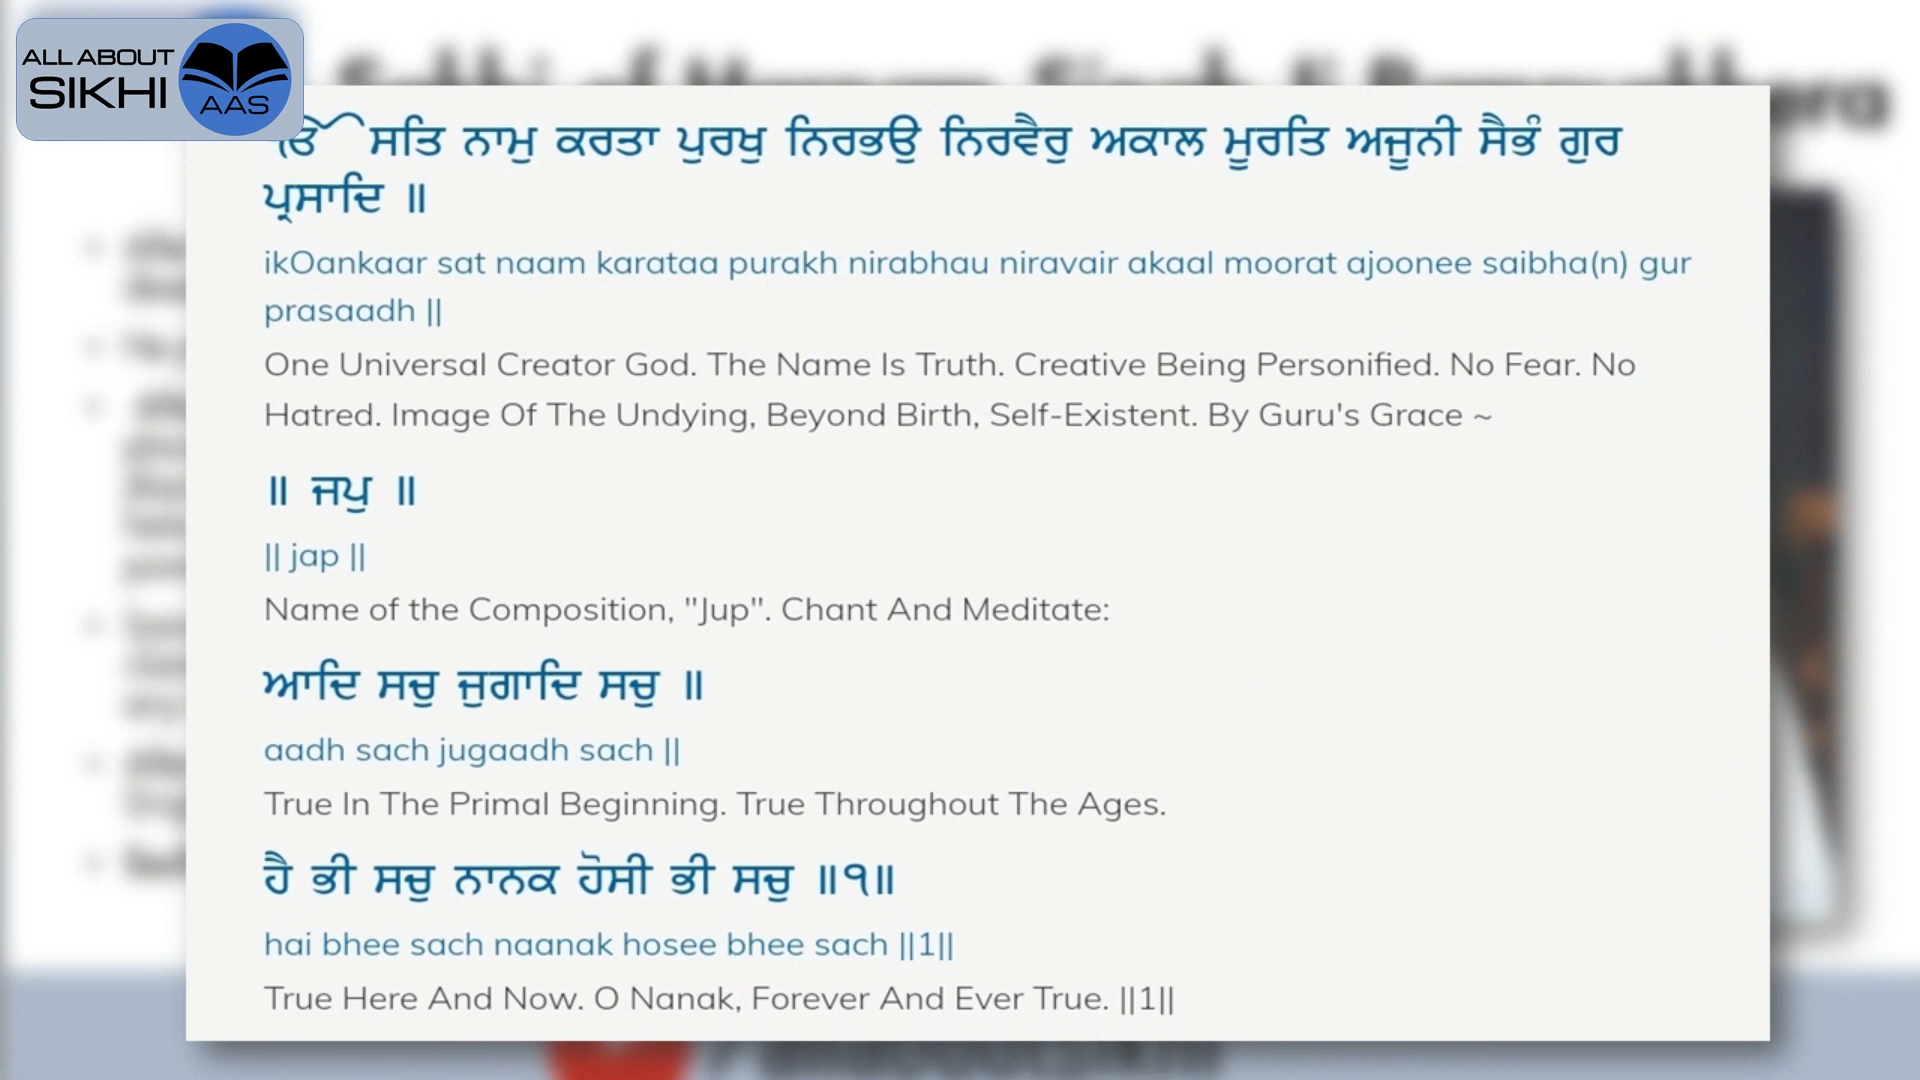 ALL ABOUT
SIKHI
AAS
ੴ ਸਤਿ ਨਾਮੁ ਕਰਤਾ ਪੁਰਖੁ ਨਿਰਭਉ ਨਿਰਵੈਰੁ ਅਕਾਲ ਮੂਰਤਿ ਅਜੂਨੀ ਸੈਭੰ ਗੁਰ
ਪ੍ਰਸਾਦਿ ॥
ikOankaar sat naam karataa purakh nirabhau niravair akaal moorat ajoonee saibha(n) gur
prasaadh ||
One Universal Creator God. The Name Is Truth. Creative Being Personified. No Fear. No
Hatred. Image Of The Undying, Beyond Birth, Self-Existent. By Guru's Grace ~
॥ ਜਪੁ ॥
|| jap ||
Name of the Composition, "Jup". Chant And Meditate:
ਆਦਿ ਸਚੁ ਜੁਗਾਦਿ ਸਚੁ ॥
aadh sach jugaadh sach ||
True In The Primal Beginning. True Throughout The Ages.
ਹੈ ਭੀ ਸਚੁ ਨਾਨਕ ਹੋਸੀ ਭੀ ਸਚੁ ॥੧॥
hai bhee sach naanak hosee bhee sach ||1||
True Here And Now. O Nanak, Forever And Ever True. ||1||